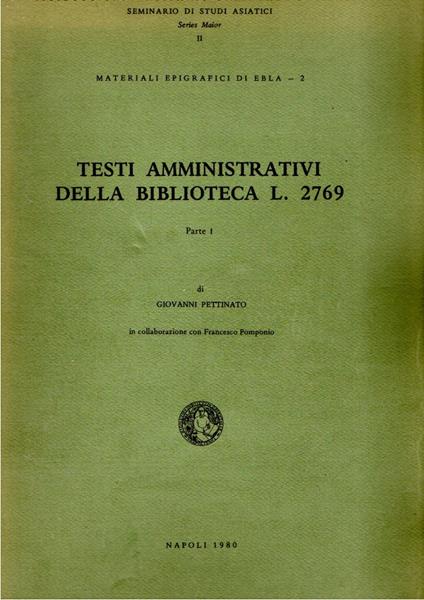 SEMINARIO DI STUDI ASIATICI
Series Maior
II
MATERIALI EPIGRAFICI DI EBLA – 2
TESTI AMMINISTRATIVI
DELLA BIBLIOTECA L. 2769
Parte I
di
GIOVANNI PETTINATO
in collaborazione con Francesco Pomponio
NAPOLI 1980